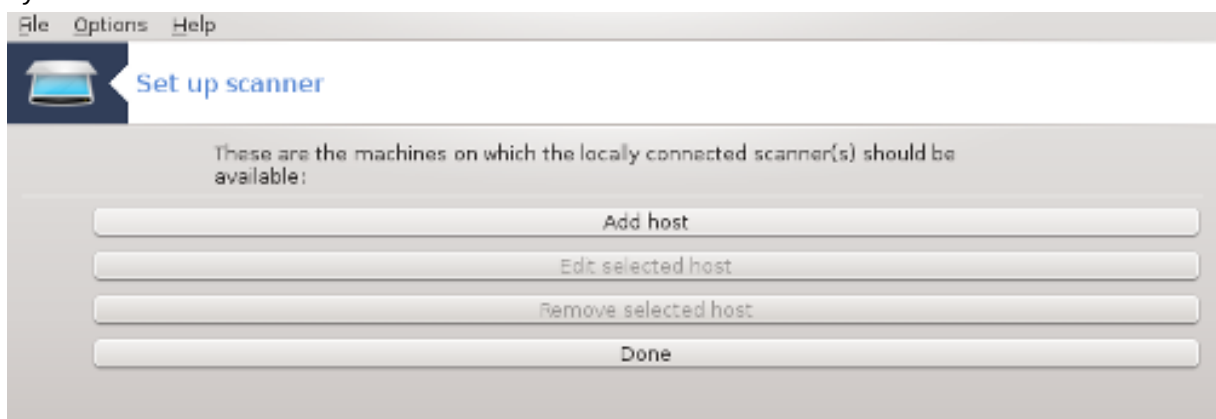 File Options Help
Set up scanner
These are the machines on which the locally connected scanner(s) should be
available:
Add host
Edit selected host
Remove selected host
Done